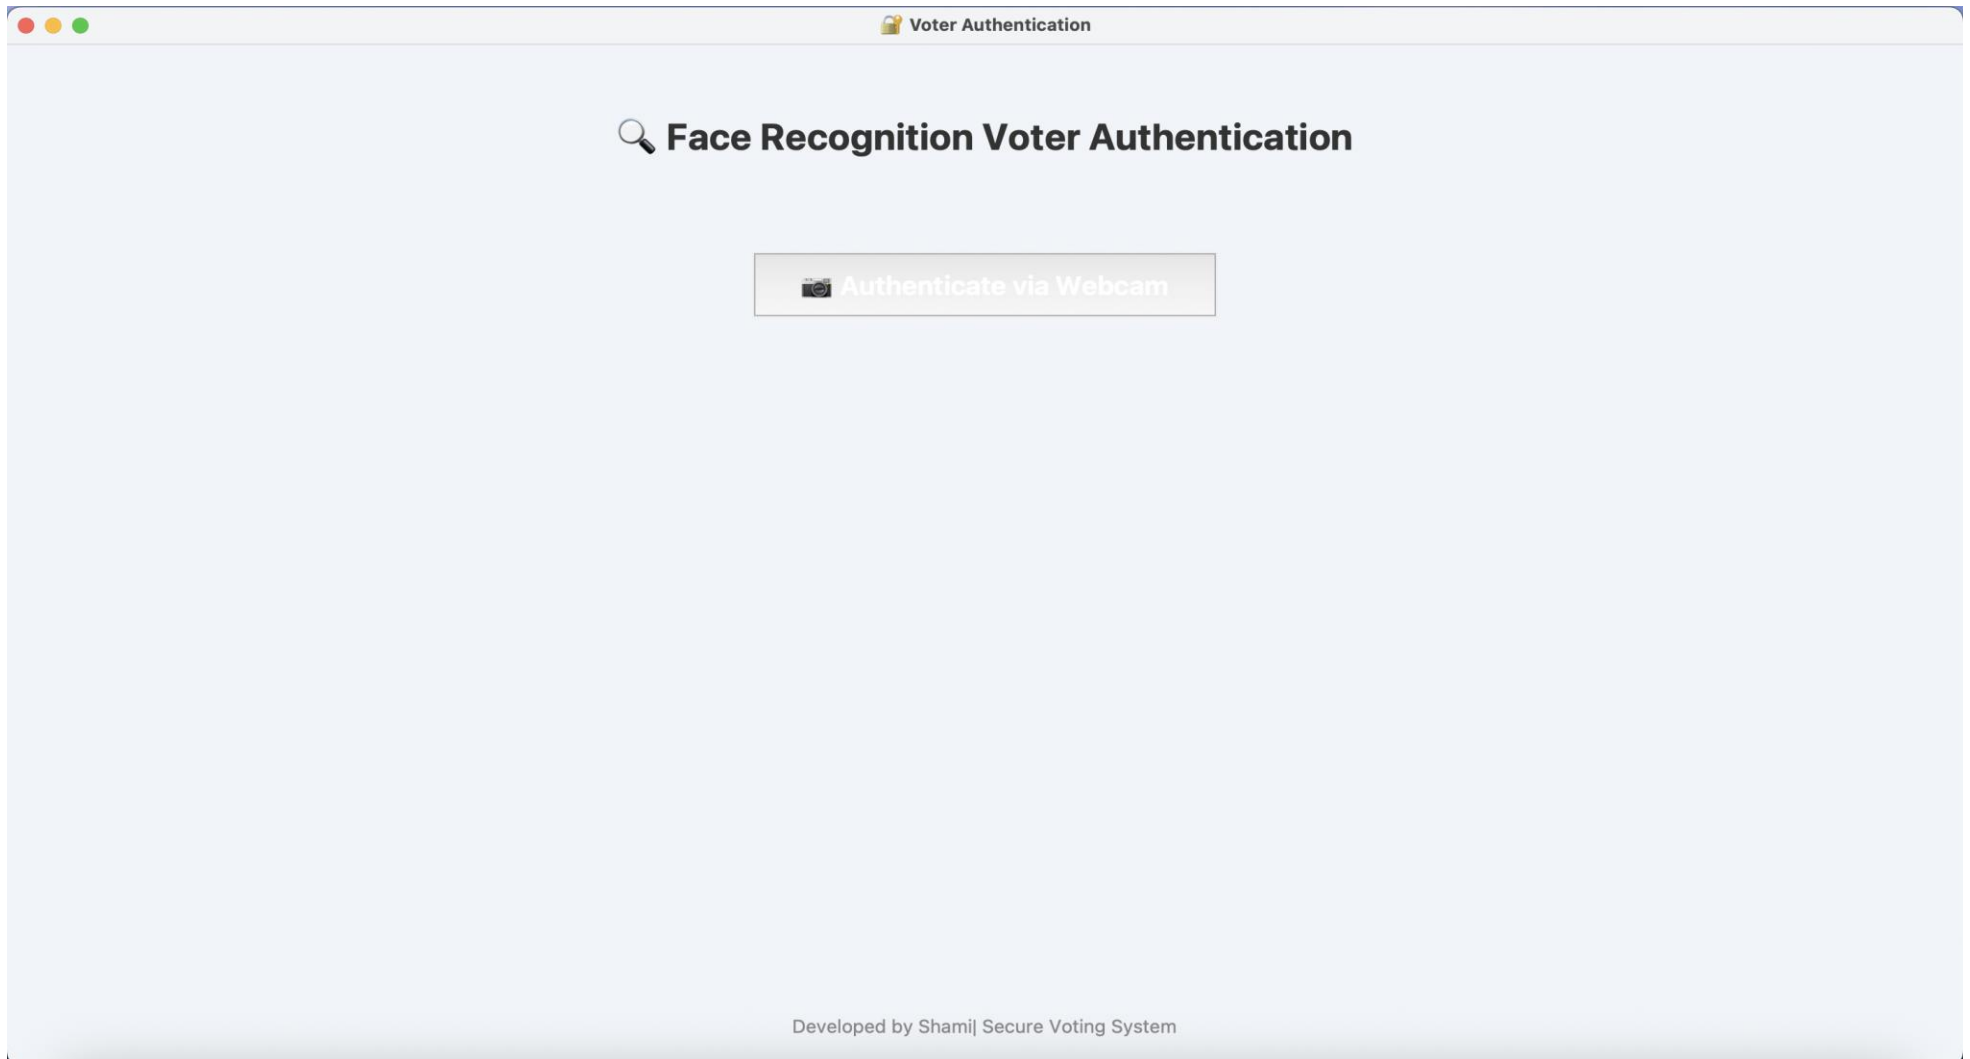 🔐 Voter Authentication
🔍 Face Recognition Voter Authentication
📷 Authenticate via Webcam
Developed by Shami| Secure Voting System